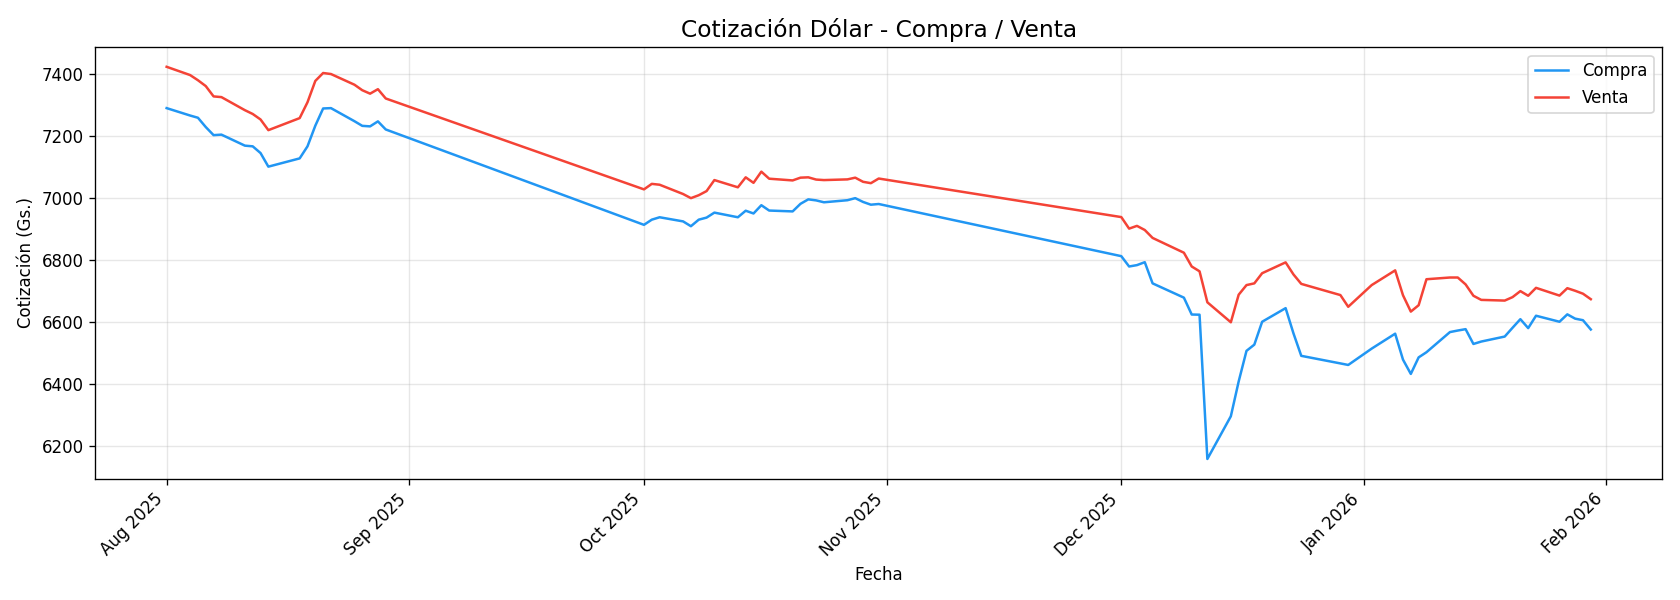 Cotización Dólar - Compra / Venta
Compra
Venta
Cotización (Gs.)
7400
7200
7000
6800
6600
6400
6200
Aug 2025
Sep 2025
Oct 2025
Nov 2025
Dec 2025
Jan 2026
Feb 2026
Fecha